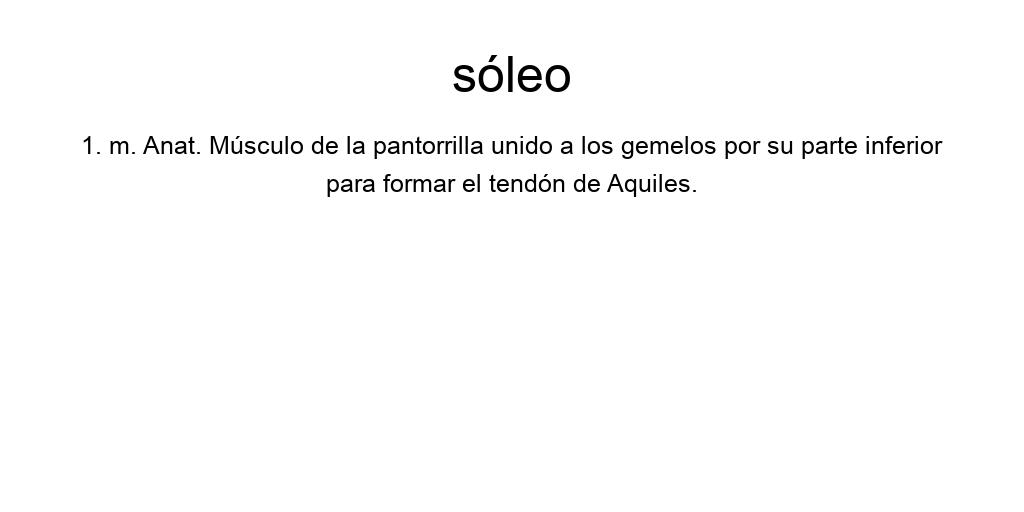 sóleo
1. m. Anat. Músculo de la pantorrilla unido a los gemelos por su parte inferior
para formar el tendón de Aquiles.